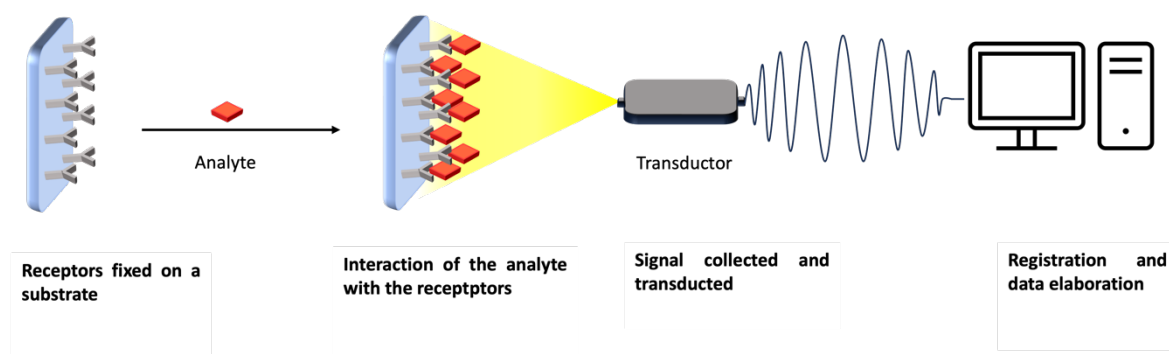 Analyte
Transductor
Receptors fixed on a
substrate
Interaction of the analyte
with the receptptors
Signal collected and
transducted
Registration and
data elaboration